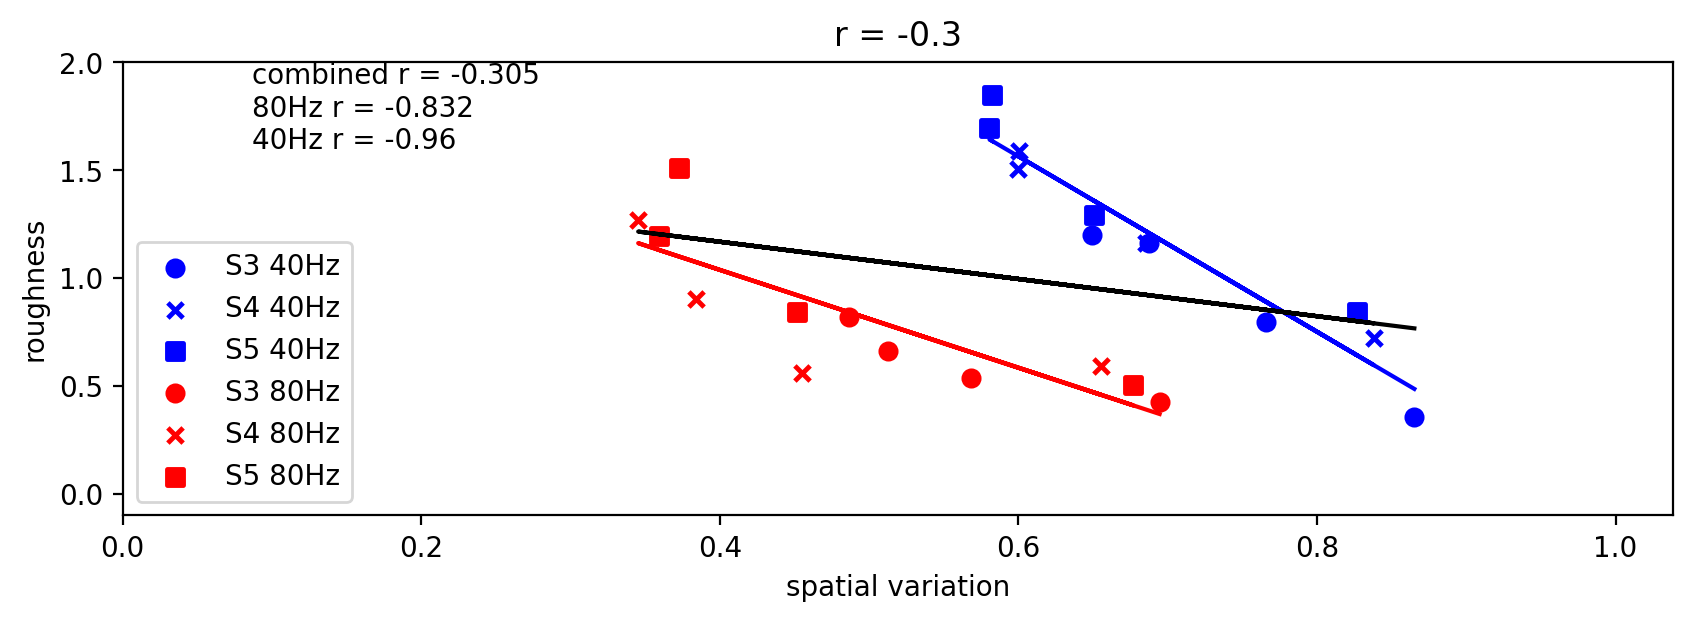 r = -0.3
combined r = -0.305
80Hz r = -0.832
40Hz r = -0.96
roughness
2.0
1.5
1.0
0.5
0.0
S3 40Hz
S4 40Hz
S5 40Hz
S3 80Hz
S4 80Hz
S5 80Hz
0.0 0.2 0.4 0.6 0.8 1.0
spatial variation